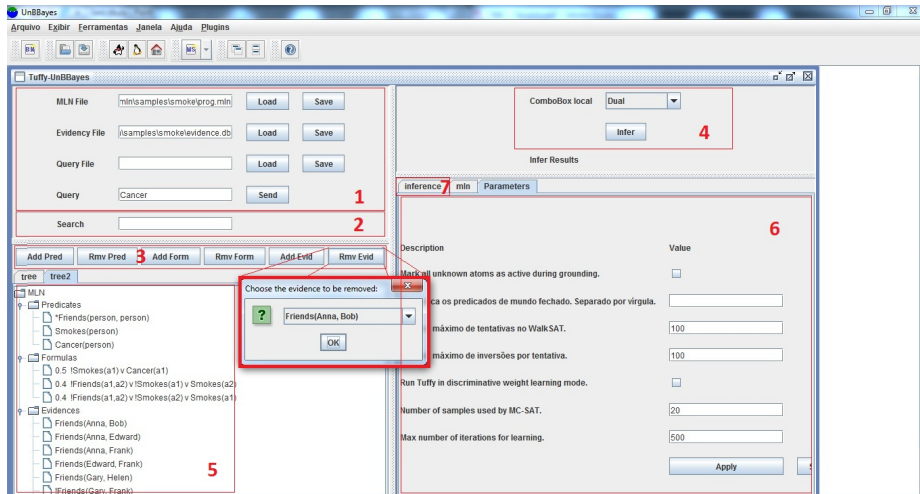 UnBBayes
Arquivo Exibir Ferramentas Janela Ajuda Plugins
Tuffy-UnBBayes
MLN File mln\samples\smoke\prog.mln Load Save
Evidency File \samples\smoke\evidence.db Load Save
Query File Load Save
Query Cancer Send 1
Search 2
Add Pred Rmv Pred 3 Add Form Rmv Form Add Evid Rmv Evid
tree tree2
MLN
Predicates
*Friends(person, person)
Smokes(person)
Cancer(person)
Formulas
0.5 !Smokes(a1) v Cancer(a1)
0.4 !Friends(a1,a2) v !Smokes(a1) v Smokes(a2)
0.4 !Friends(a1,a2) v !Smokes(a2) v Smokes(a1)
Evidences
Friends(Anna, Bob)
Friends(Anna, Edward)
Friends(Anna, Frank)
Friends(Edward, Frank)
Friends(Gary, Helen)
!Friends(Gary, Frank)
5
Choose the evidence to be removed:
Friends(Anna, Bob)
OK
ComboBox local Dual
Infer 4
Infer Results
inference 7 mln Parameters
6
Description Value
Mark all unknown atoms as active during grounding.
os predicados de mundo fechado. Separado por vírgula.
máximo de tentativas no WalkSAT. 100
máximo de inversões por tentativa. 100
Run Tuffy in discriminative weight learning mode.
Number of samples used by MC-SAT. 20
Max number of iterations for learning. 500
Apply